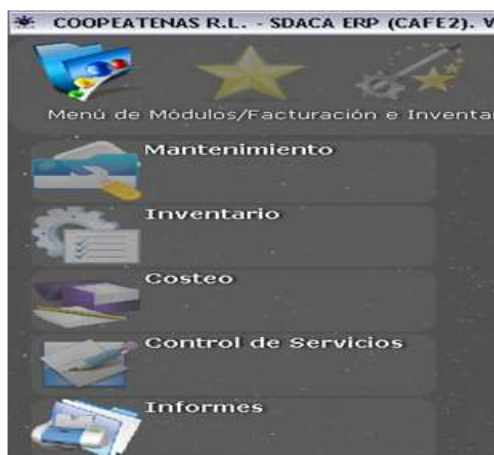 COOPEATENAS R.L. - SDACA ERP (CAFE2). V
Menú de Módulos/Facturación e Inventar
Mantenimiento
Inventario
Costeo
Control de Servicios
Informes